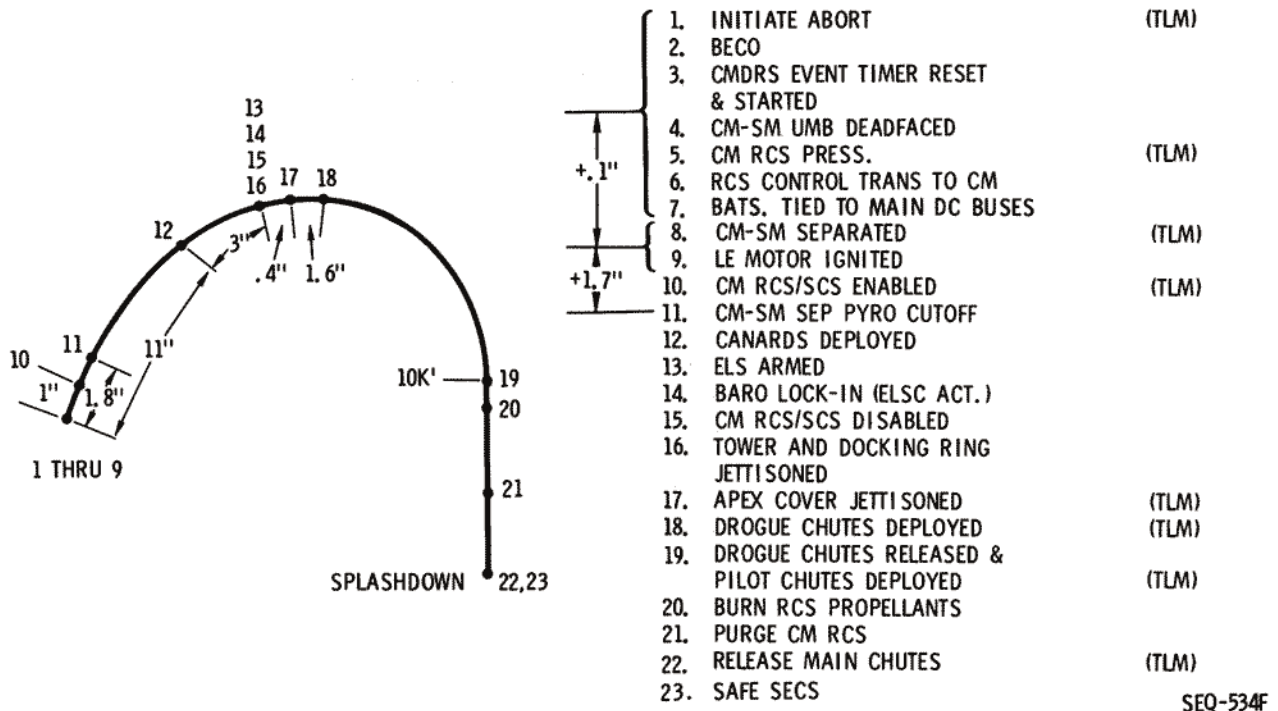 13
14
15
16
17
18
12
3"
.4"
1.6"
11
11"
10
1"
1.8"
1 THRU 9
10K'
19
20
21
SPLASHDOWN
22,23
+.1"
+1.7"
1. INITIATE ABORT (TLM)
2. BECO
3. CMDRS EVENT TIMER RESET
& STARTED
4. CM-SM UMB DEADFACED
5. CM RCS PRESS. (TLM)
6. RCS CONTROL TRANS TO CM
7. BATS. TIED TO MAIN DC BUSES
8. CM-SM SEPARATED (TLM)
9. LE MOTOR IGNITED
10. CM RCS/SCS ENABLED (TLM)
11. CM-SM SEP PYRO CUTOFF
12. CANARDS DEPLOYED
13. ELS ARMED
14. BARO LOCK-IN (ELSC ACT.)
15. CM RCS/SCS DISABLED
16. TOWER AND DOCKING RING
JETTISONED
17. APEX COVER JETTISONED (TLM)
18. DROGUE CHUTES DEPLOYED (TLM)
19. DROGUE CHUTES RELEASED &
PILOT CHUTES DEPLOYED (TLM)
20. BURN RCS PROPELLANTS
21. PURGE CM RCS
22. RELEASE MAIN CHUTES (TLM)
23. SAFE SECS
SEQ-534F